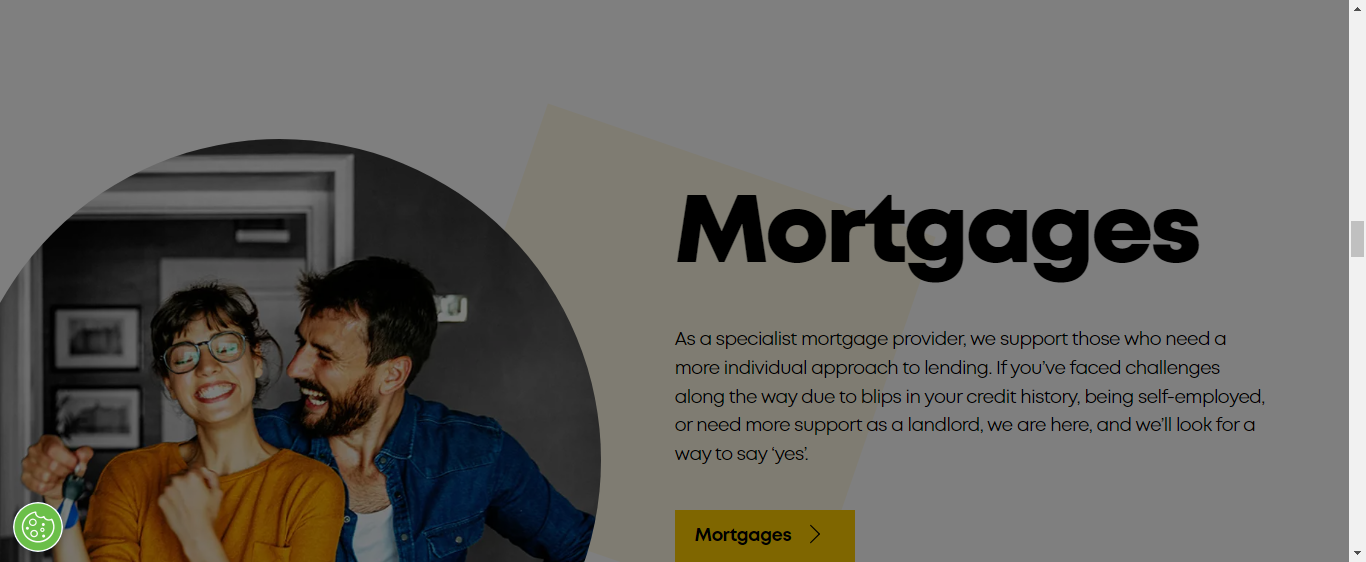 Mortgages
As a specialist mortgage provider, we support those who need a
more individual approach to lending. If you’ve faced challenges
along the way due to blips in your credit history, being self-employed,
or need more support as a landlord, we are here, and we’ll look for a
way to say ‘yes’.
Mortgages